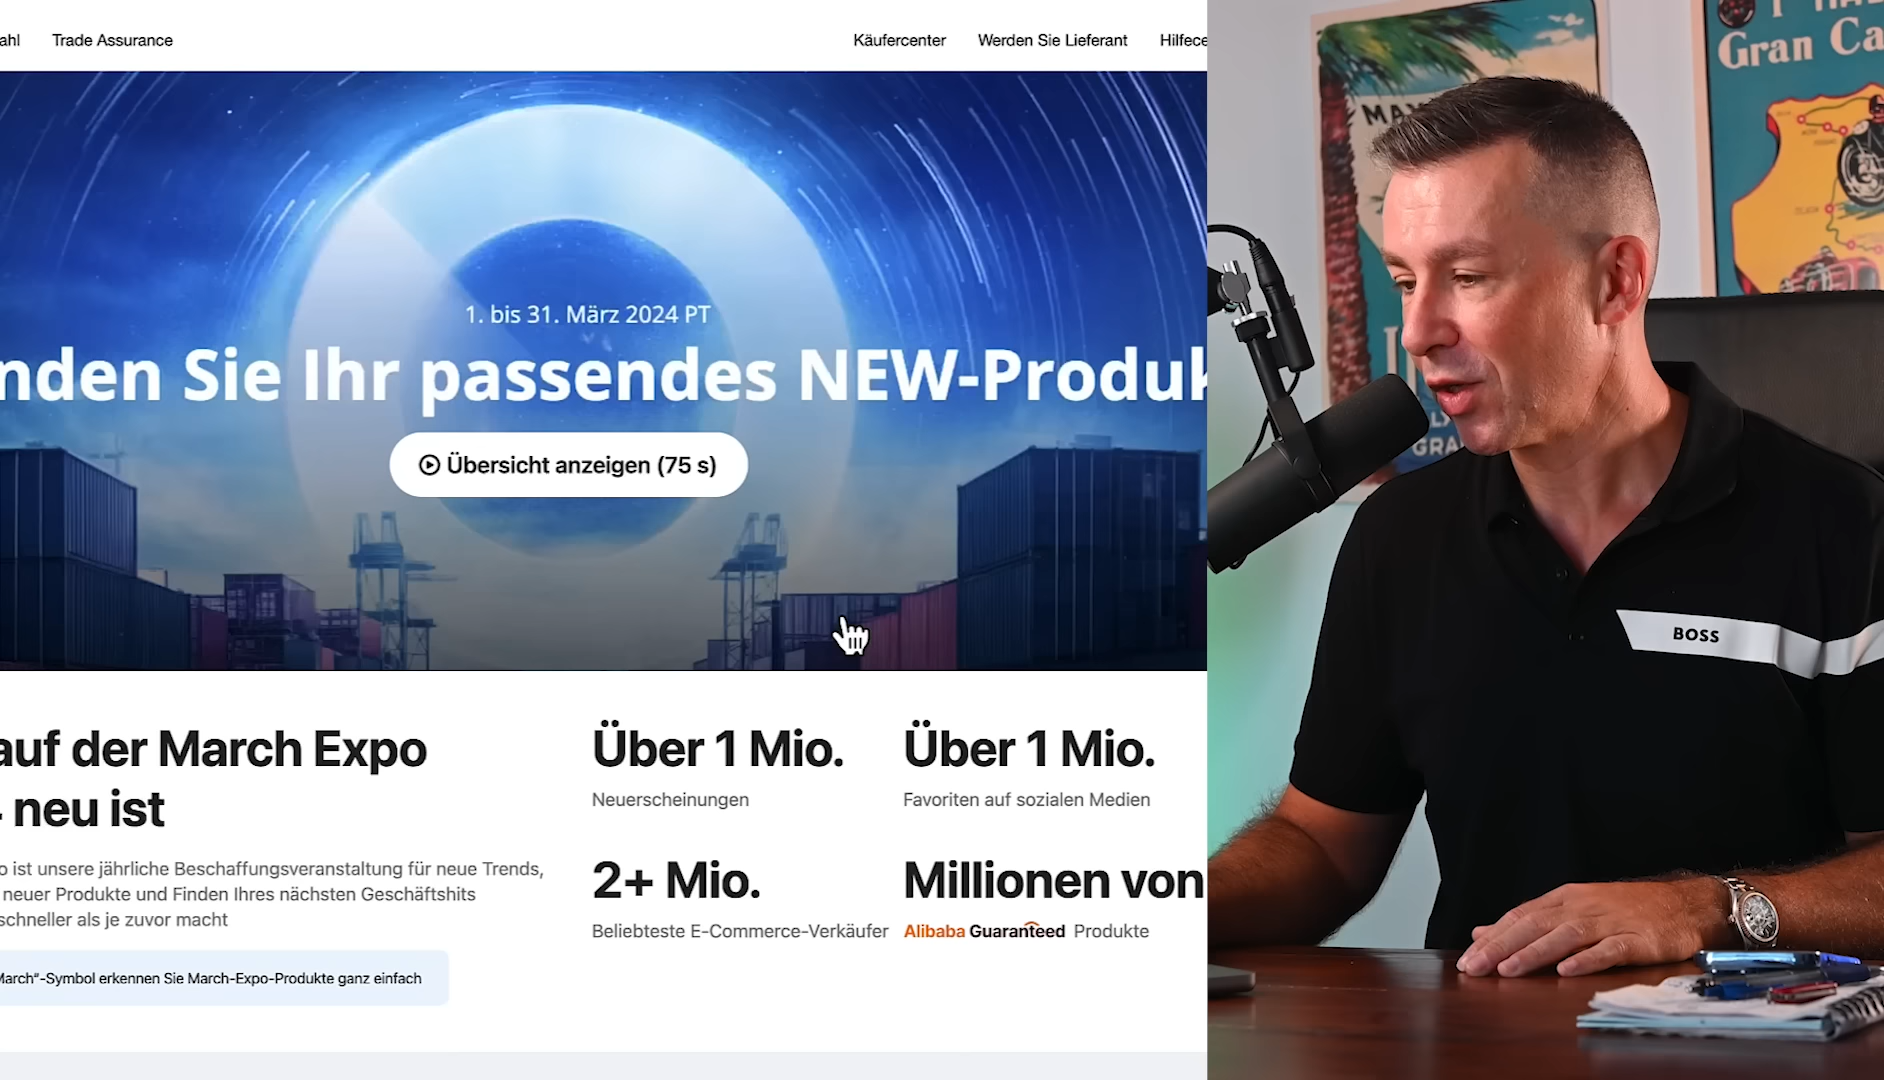 ahl
Trade Assurance
Käufercenter
Werden Sie Lieferant
Hilfece
1. bis 31. März 2024 PT
nden Sie Ihr passendes NEW-Produk
Übersicht anzeigen (75 s)
auf der March Expo
neu ist
o ist unsere jährliche Beschaffungsveranstaltung für neue Trends,
neuer Produkte und Finden Ihres nächsten Geschäftshits
schneller als je zuvor macht
March“-Symbol erkennen Sie March-Expo-Produkte ganz einfach
Über 1 Mio.
Neuerscheinungen
Über 1 Mio.
Favoriten auf sozialen Medien
2+ Mio.
Beliebteste E-Commerce-Verkäufer
Millionen von
Alibaba Guaranteed Produkte
Gran Ca
MAY
GRA
BOSS